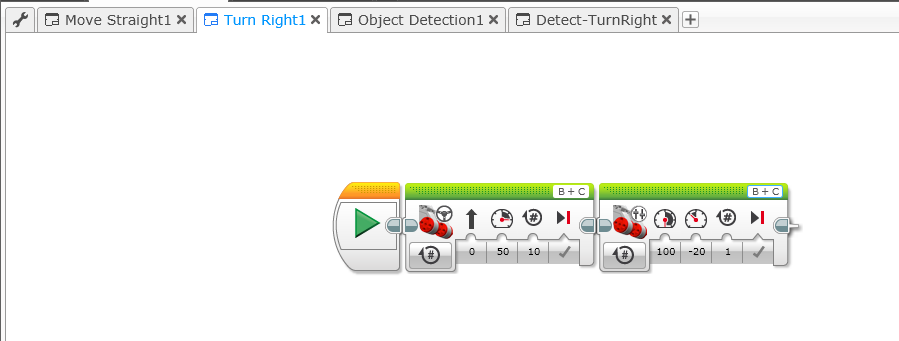 Move Straight1 Turn Right1 Object Detection1 Detect-TurnRight
B + C B + C
# #
0 50 10 100 -20 1
# #